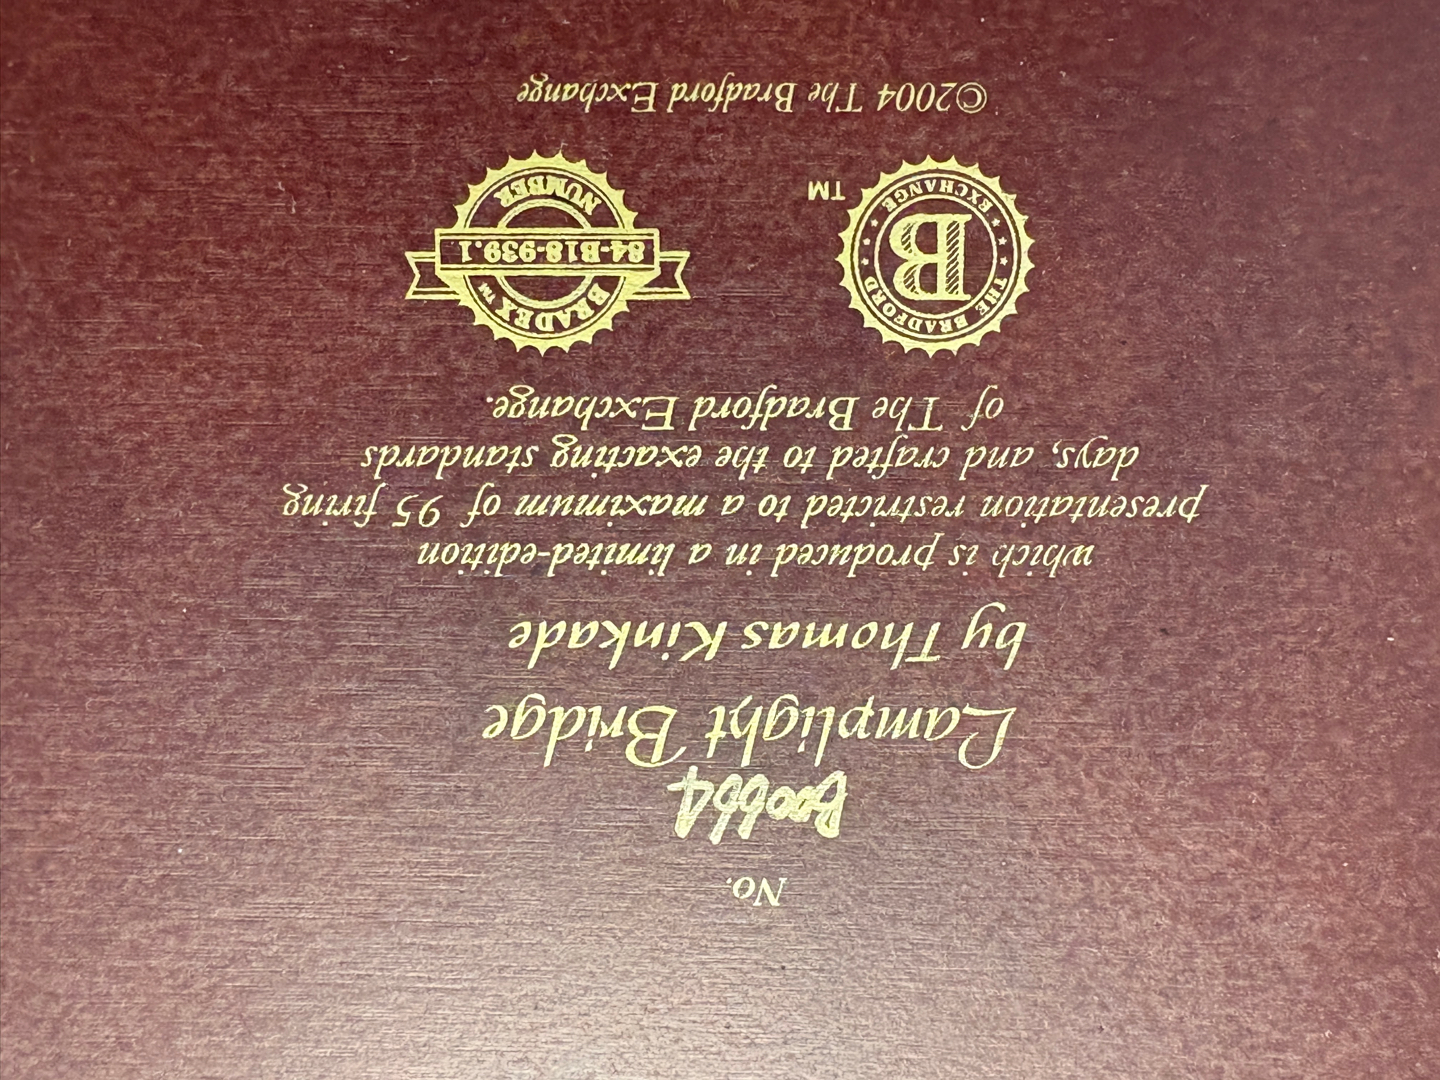 No.
B20664
Lamplight Bridge
by Thomas Kinkade
which is produced in a limited-edition
presentation restricted to a maximum of 95 firing
days, and crafted to the exacting standards
of The Bradford Exchange.
BRADEX™
84-B18-939.1
NUMBER
THE BRADFORD EXCHANGE
B
TM
©2004 The Bradford Exchange